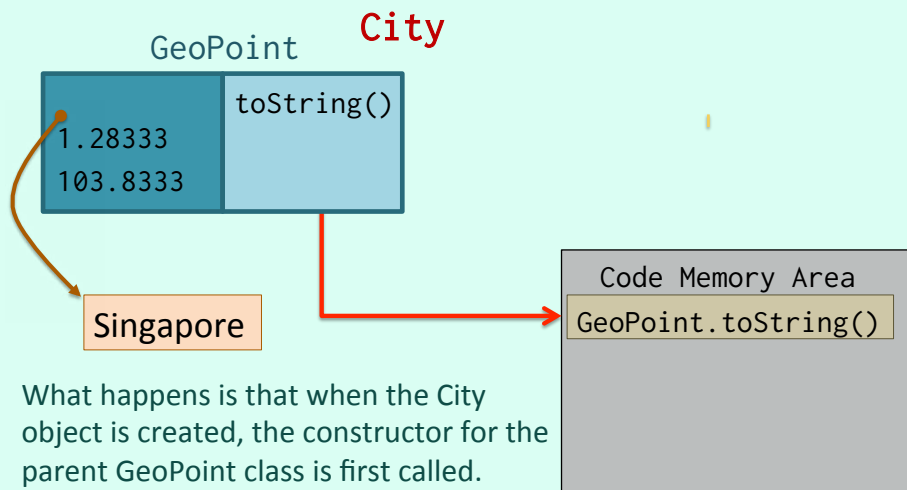 City
GeoPoint
toString()
1.28333
103.8333
Singapore
Code Memory Area
GeoPoint.toString()
What happens is that when the City
object is created, the constructor for the
parent GeoPoint class is first called.